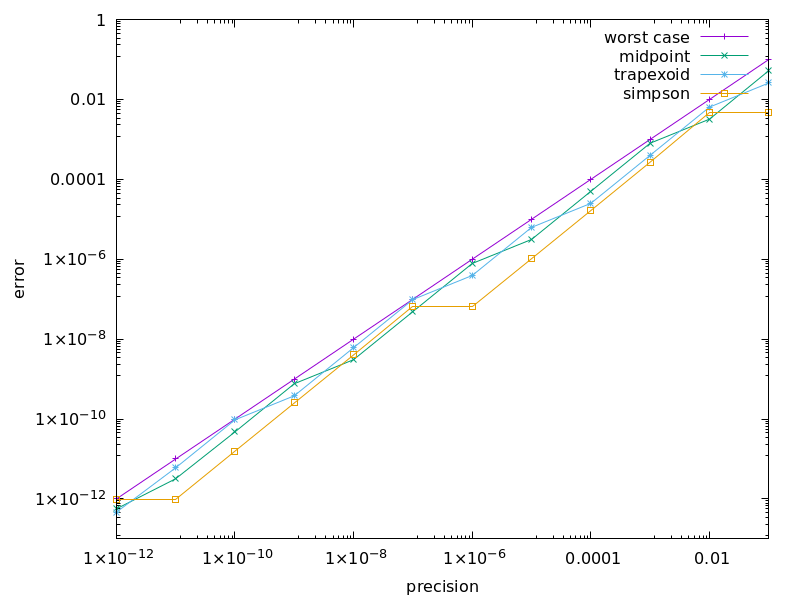 1
0.01
0.0001
1×10⁻⁶
1×10⁻⁸
1×10⁻¹⁰
1×10⁻¹²
error
worst case
midpoint
trapexoid
simpson
1×10⁻¹² 1×10⁻¹⁰ 1×10⁻⁸ 1×10⁻⁶ 0.0001 0.01
precision